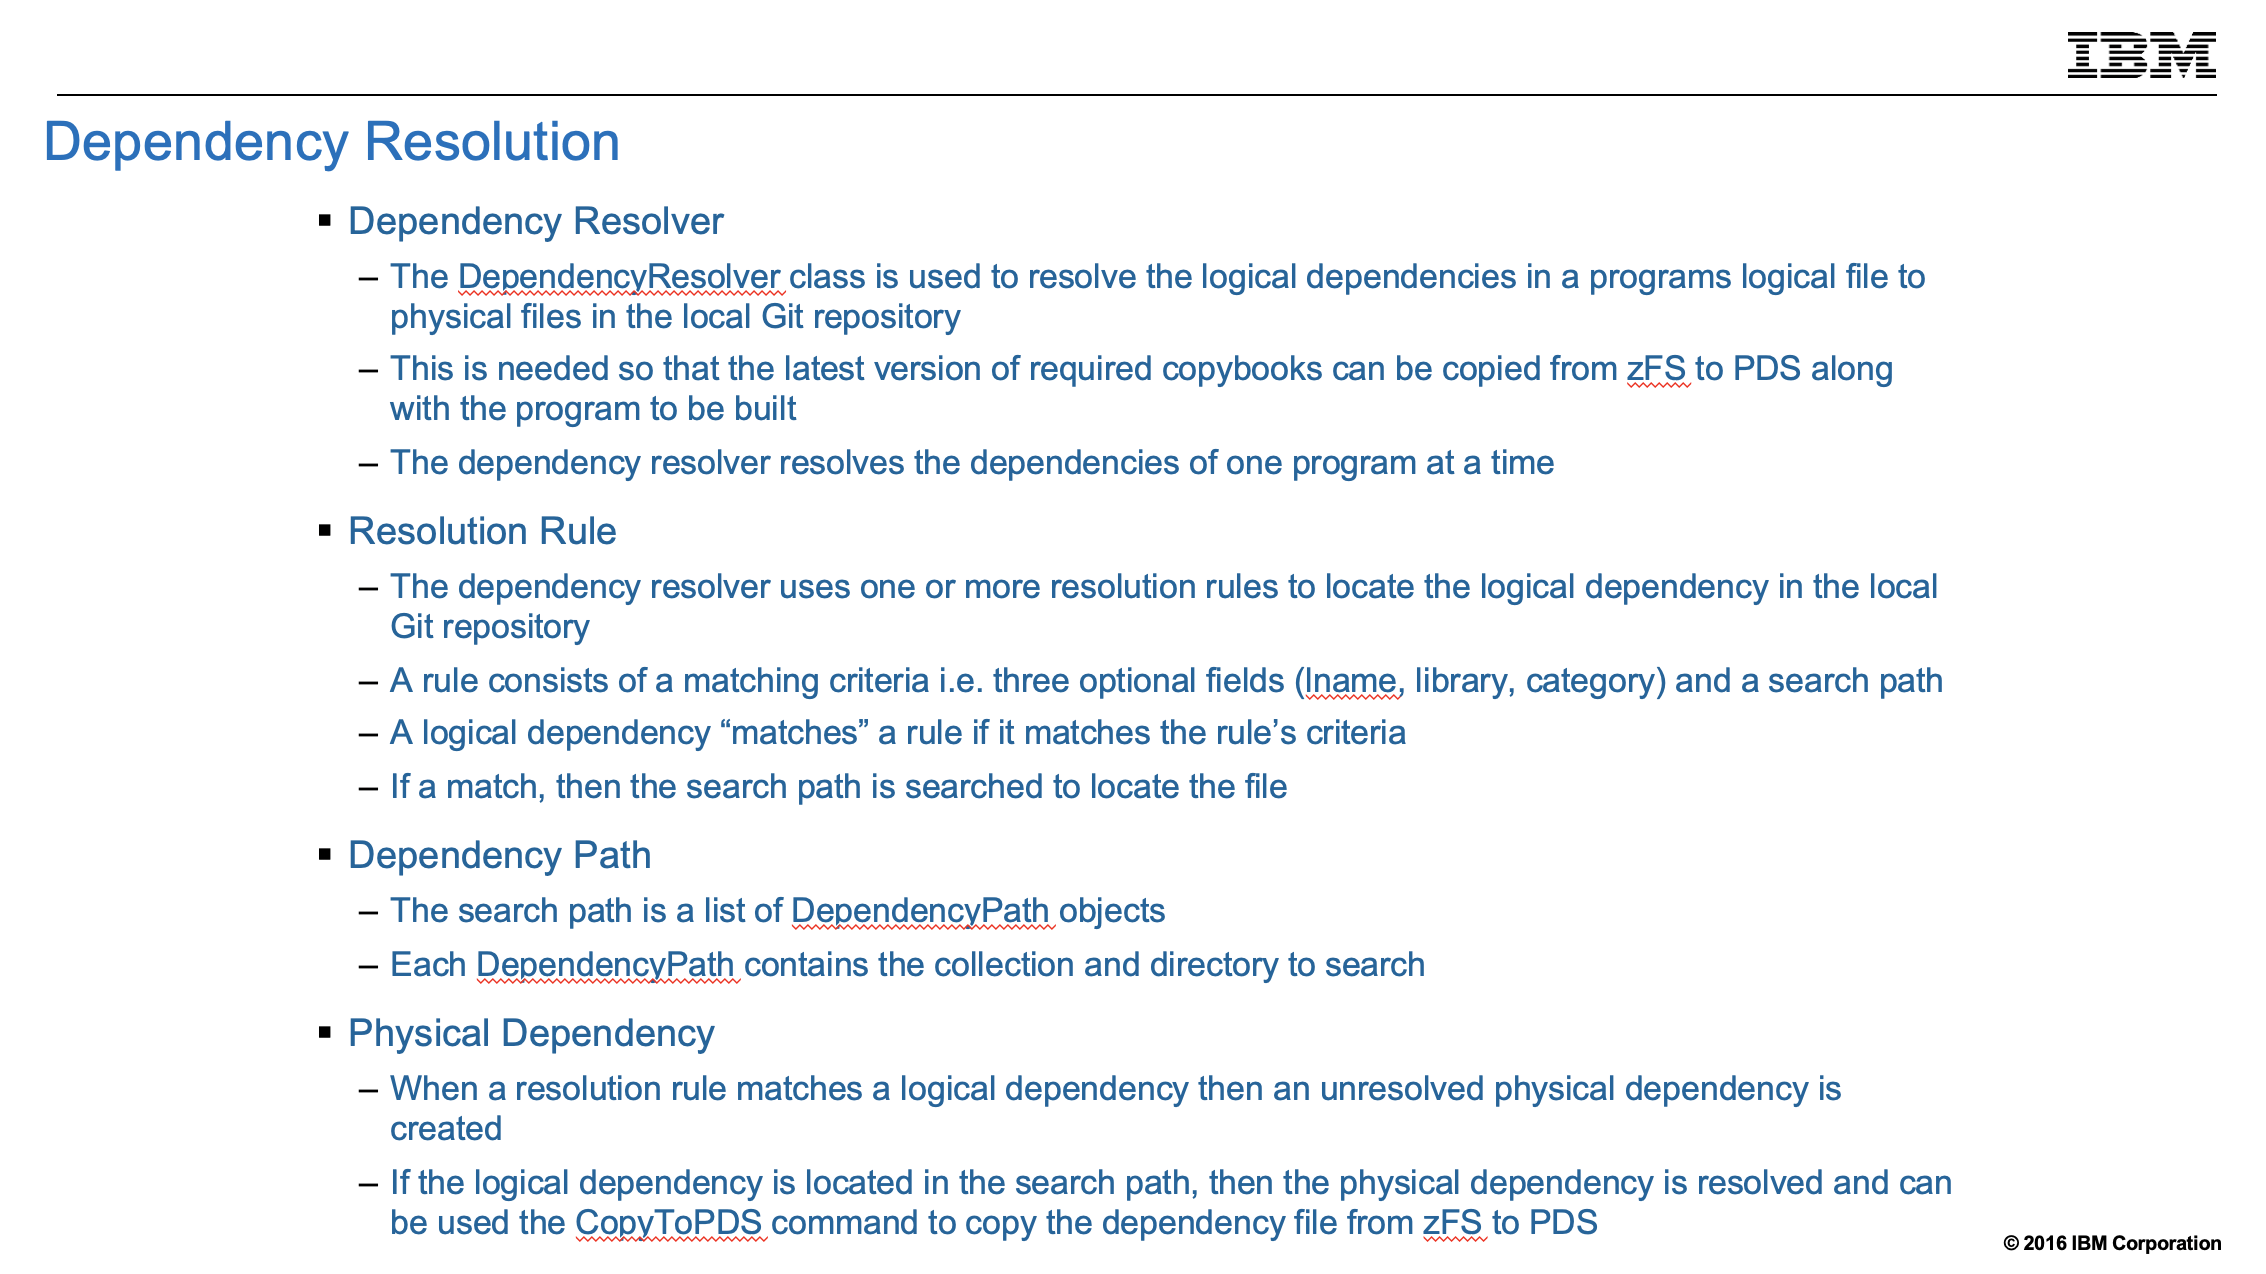 IBM
Dependency Resolution
▪ Dependency Resolver
– The DependencyResolver class is used to resolve the logical dependencies in a programs logical file to
physical files in the local Git repository
– This is needed so that the latest version of required copybooks can be copied from zFS to PDS along
with the program to be built
– The dependency resolver resolves the dependencies of one program at a time
▪ Resolution Rule
– The dependency resolver uses one or more resolution rules to locate the logical dependency in the local
Git repository
– A rule consists of a matching criteria i.e. three optional fields (lname, library, category) and a search path
– A logical dependency “matches” a rule if it matches the rule’s criteria
– If a match, then the search path is searched to locate the file
▪ Dependency Path
– The search path is a list of DependencyPath objects
– Each DependencyPath contains the collection and directory to search
▪ Physical Dependency
– When a resolution rule matches a logical dependency then an unresolved physical dependency is
created
– If the logical dependency is located in the search path, then the physical dependency is resolved and can
be used the CopyToPDS command to copy the dependency file from zFS to PDS
© 2016 IBM Corporation